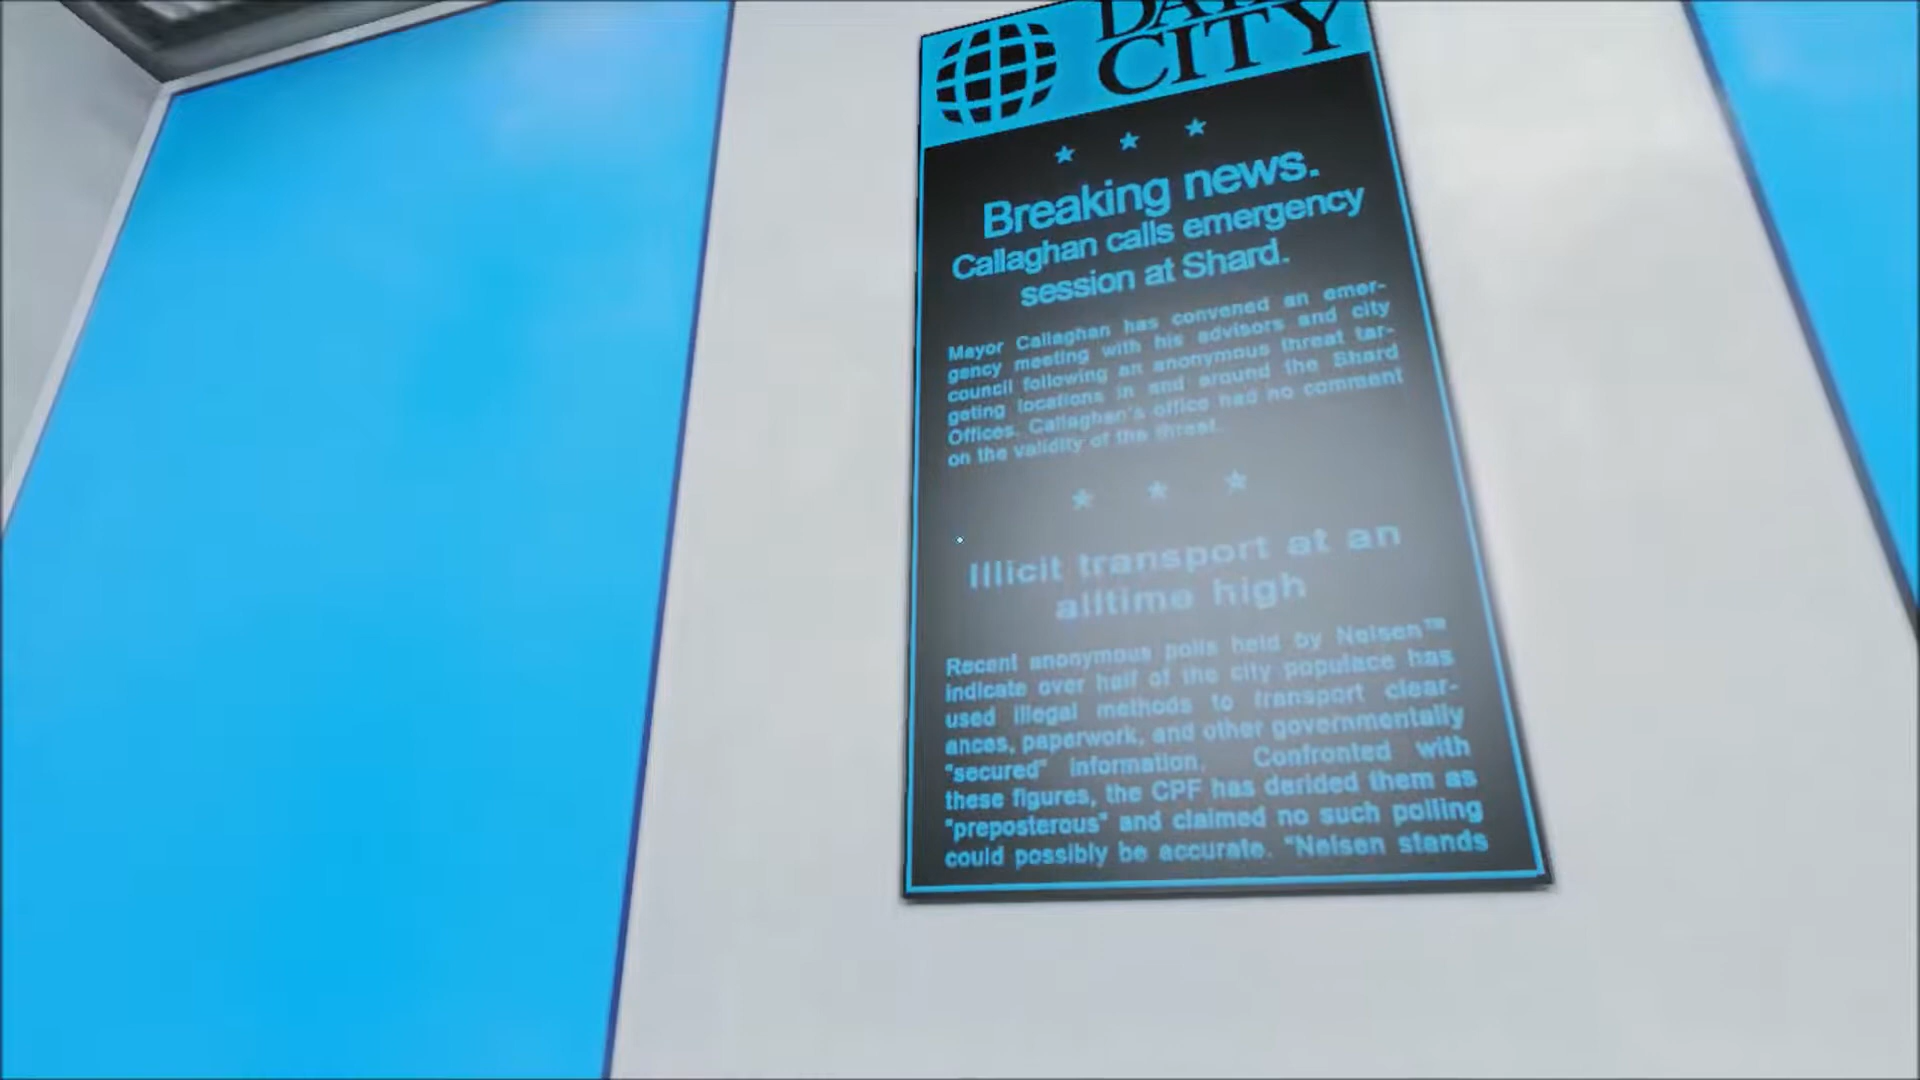 DAILY
CITY
Breaking news.
Callaghan calls emergency
session at Shard.
Mayor Callaghan has convened an emer-
gency meeting with his advisors and city
council following an anonymous threat tar-
geting locations in and around the Shard
Offices. Callaghan's office had no comment
on the validity of the threat.
Illicit transport at an
alltime high
Recent anonymous polls held by Nelsen™
indicate over half of the city populace has
used illegal methods to transport clear-
ances, paperwork, and other governmentally
"secured" information. Confronted with
these figures, the CPF has derided them as
"preposterous" and claimed no such polling
could possibly be accurate. "Nelsen stands